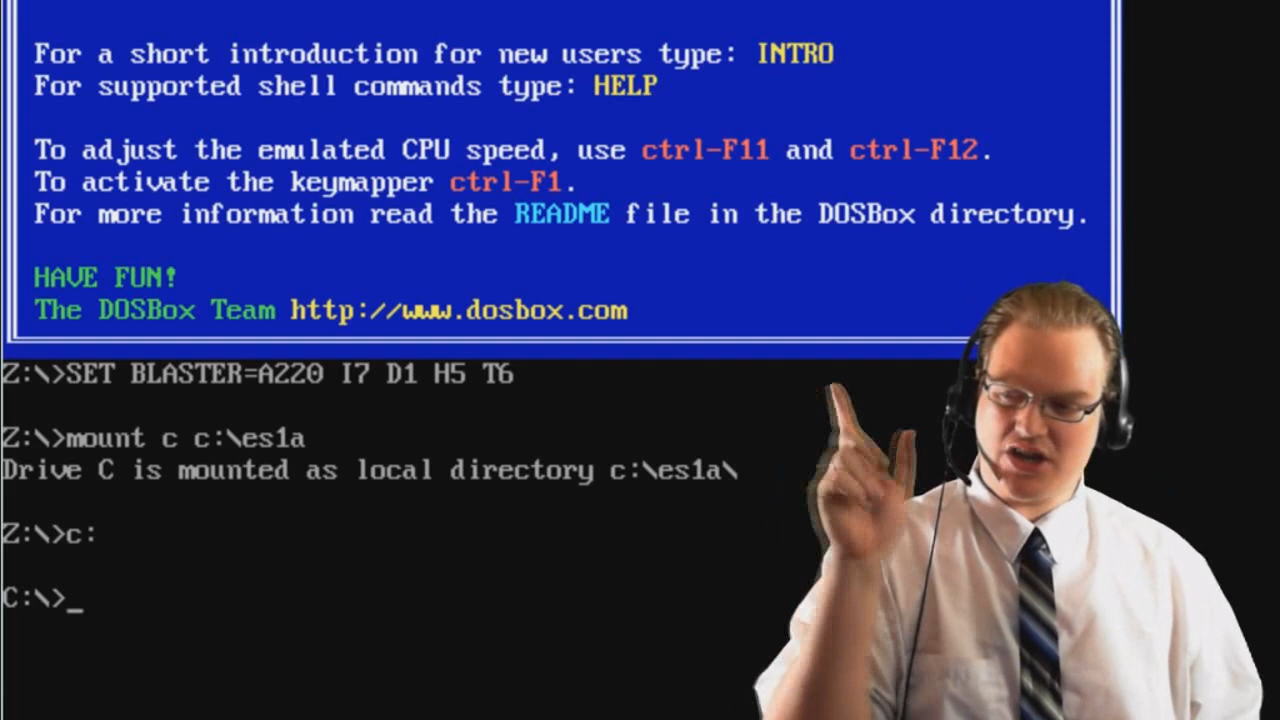 For a short introduction for new users type: INTRO
For supported shell commands type: HELP
To adjust the emulated CPU speed, use ctrl-F11 and ctrl-F12.
To activate the keymapper ctrl-F1.
For more information read the README file in the DOSBox directory.
HAVE FUN!
The DOSBox Team http://www.dosbox.com
Z:\>SET BLASTER=A220 I7 D1 H5 T6
Z:\>mount c c:\es1a
Drive C is mounted as local directory c:\es1a\
Z:\>c:
C:\>_